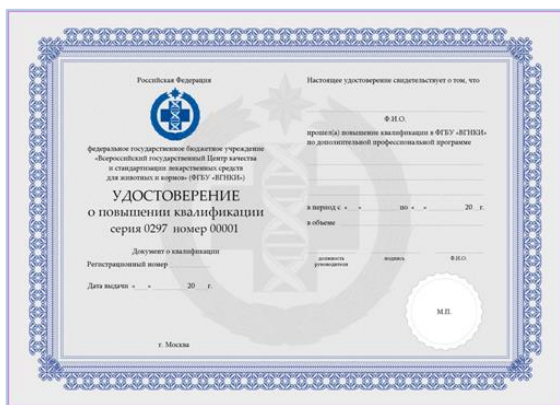 Российская Федерация
федеральное государственное бюджетное учреждение
«Всероссийский государственный Центр качества
и стандартизации лекарственных средств
для животных и кормов» (ФГБУ «ВГНКИ»)
УДОСТОВЕРЕНИЕ
о повышении квалификации
серия 0297 номер 00001
Документ о квалификации
Регистрационный номер
Дата выдачи « » 20 г.
г. Москва
Настоящее удостоверение свидетельствует о том, что
Ф.И.О.
прошел(а) повышение квалификации в ФГБУ «ВГНКИ»
по дополнительной профессиональной программе
в период с « » по « » 20 г.
в объеме
должность подпись Ф.И.О.
руководителя
М.П.